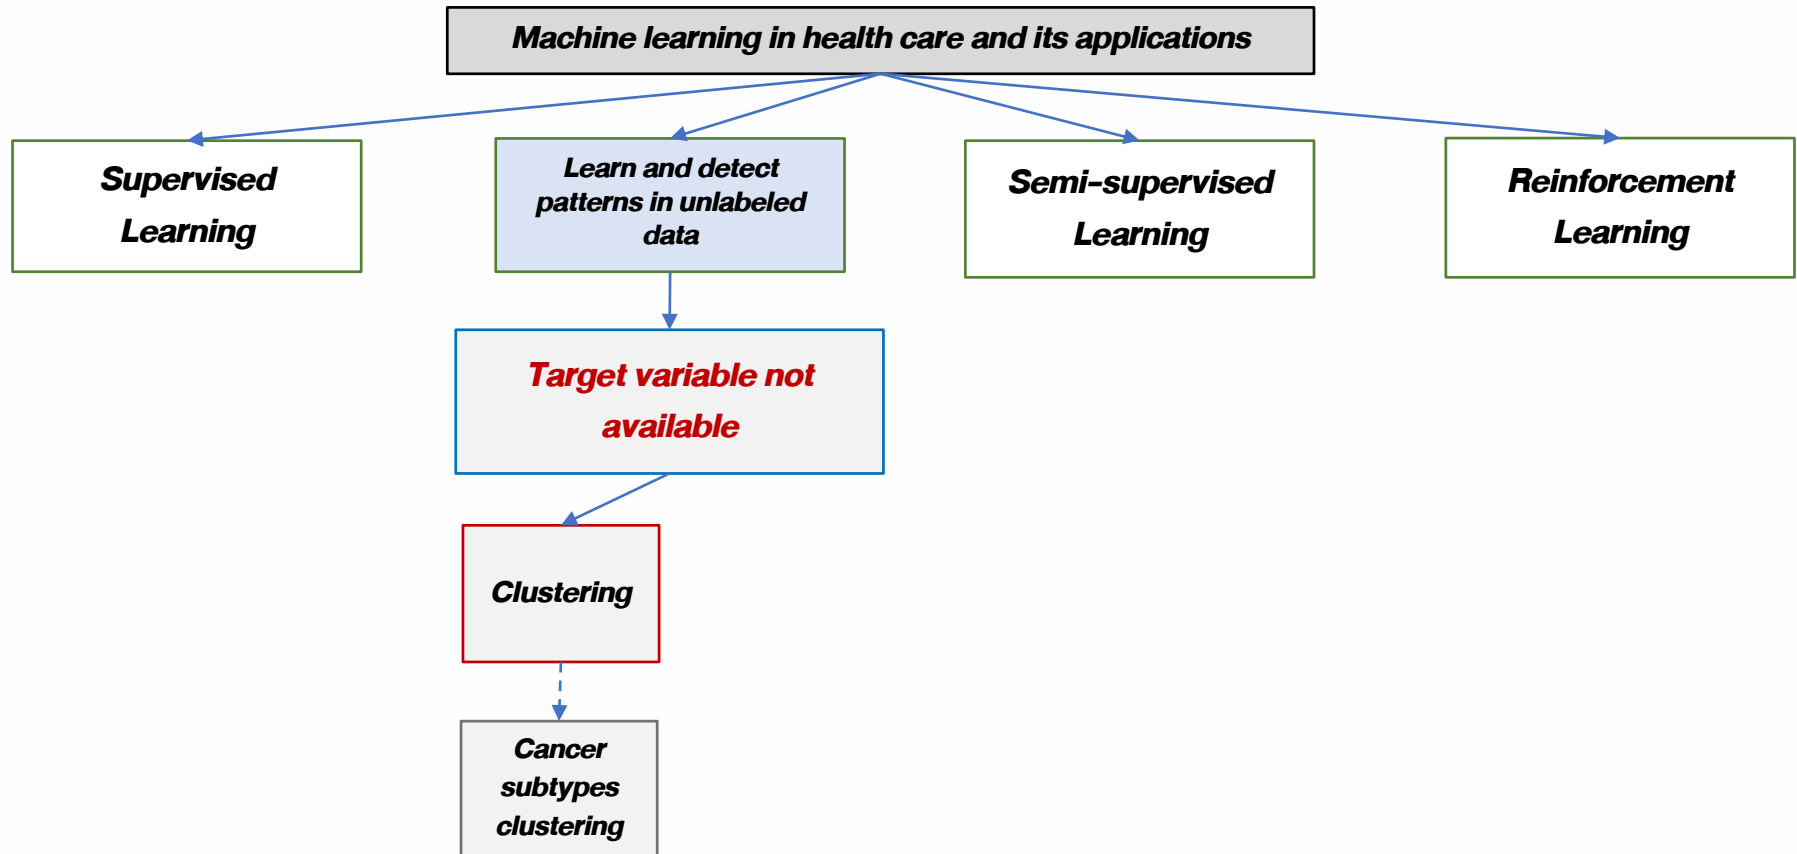 Machine learning in health care and its applications
Supervised
Learning
Learn and detect
patterns in unlabeled
data
Semi-supervised
Learning
Reinforcement
Learning
Target variable not
available
Clustering
Cancer
subtypes
clustering